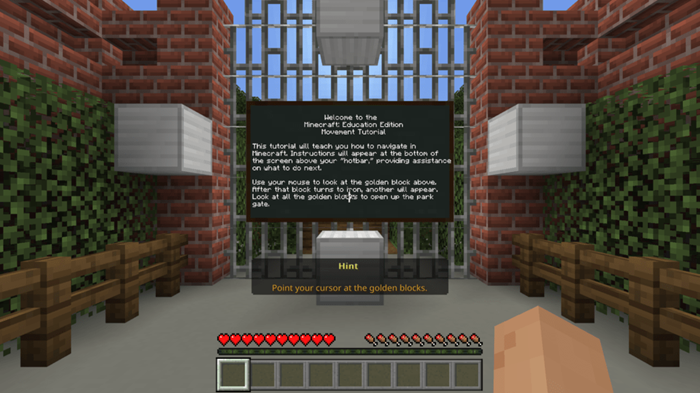 Welcome to the
Minecraft: Education Edition
Movement Tutorial
This tutorial will teach you how to navigate in
Minecraft. Instructions will appear at the bottom of
the screen above your "hotbar," providing assistance
on what to do next.
Use your mouse to look at the golden block above.
After that block turns to iron, another will appear.
Look at all the golden blocks to open up the park
gate.
Hint
Point your cursor at the golden blocks.